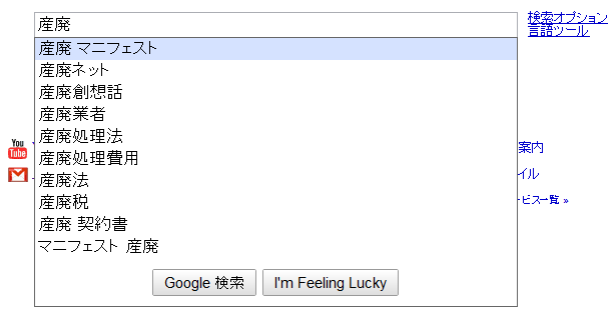 産廃
検索オプション
言語ツール
産廃 マニフェスト
産廃ネット
産廃創想話
産廃業者
産廃処理法
産廃処理費用
産廃法
産廃税
産廃 契約書
マニフェスト 産廃
You Tube
案内
イル
ービス一覧 »
Google 検索
I'm Feeling Lucky